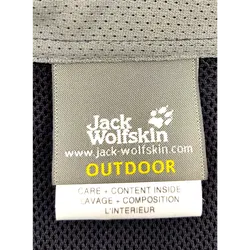 Jack
Wolfskin
www.jack-wolfskin.com
OUTDOOR
CARE + CONTENT INSIDE
LAVAGE + COMPOSITION
L'INTERIEUR